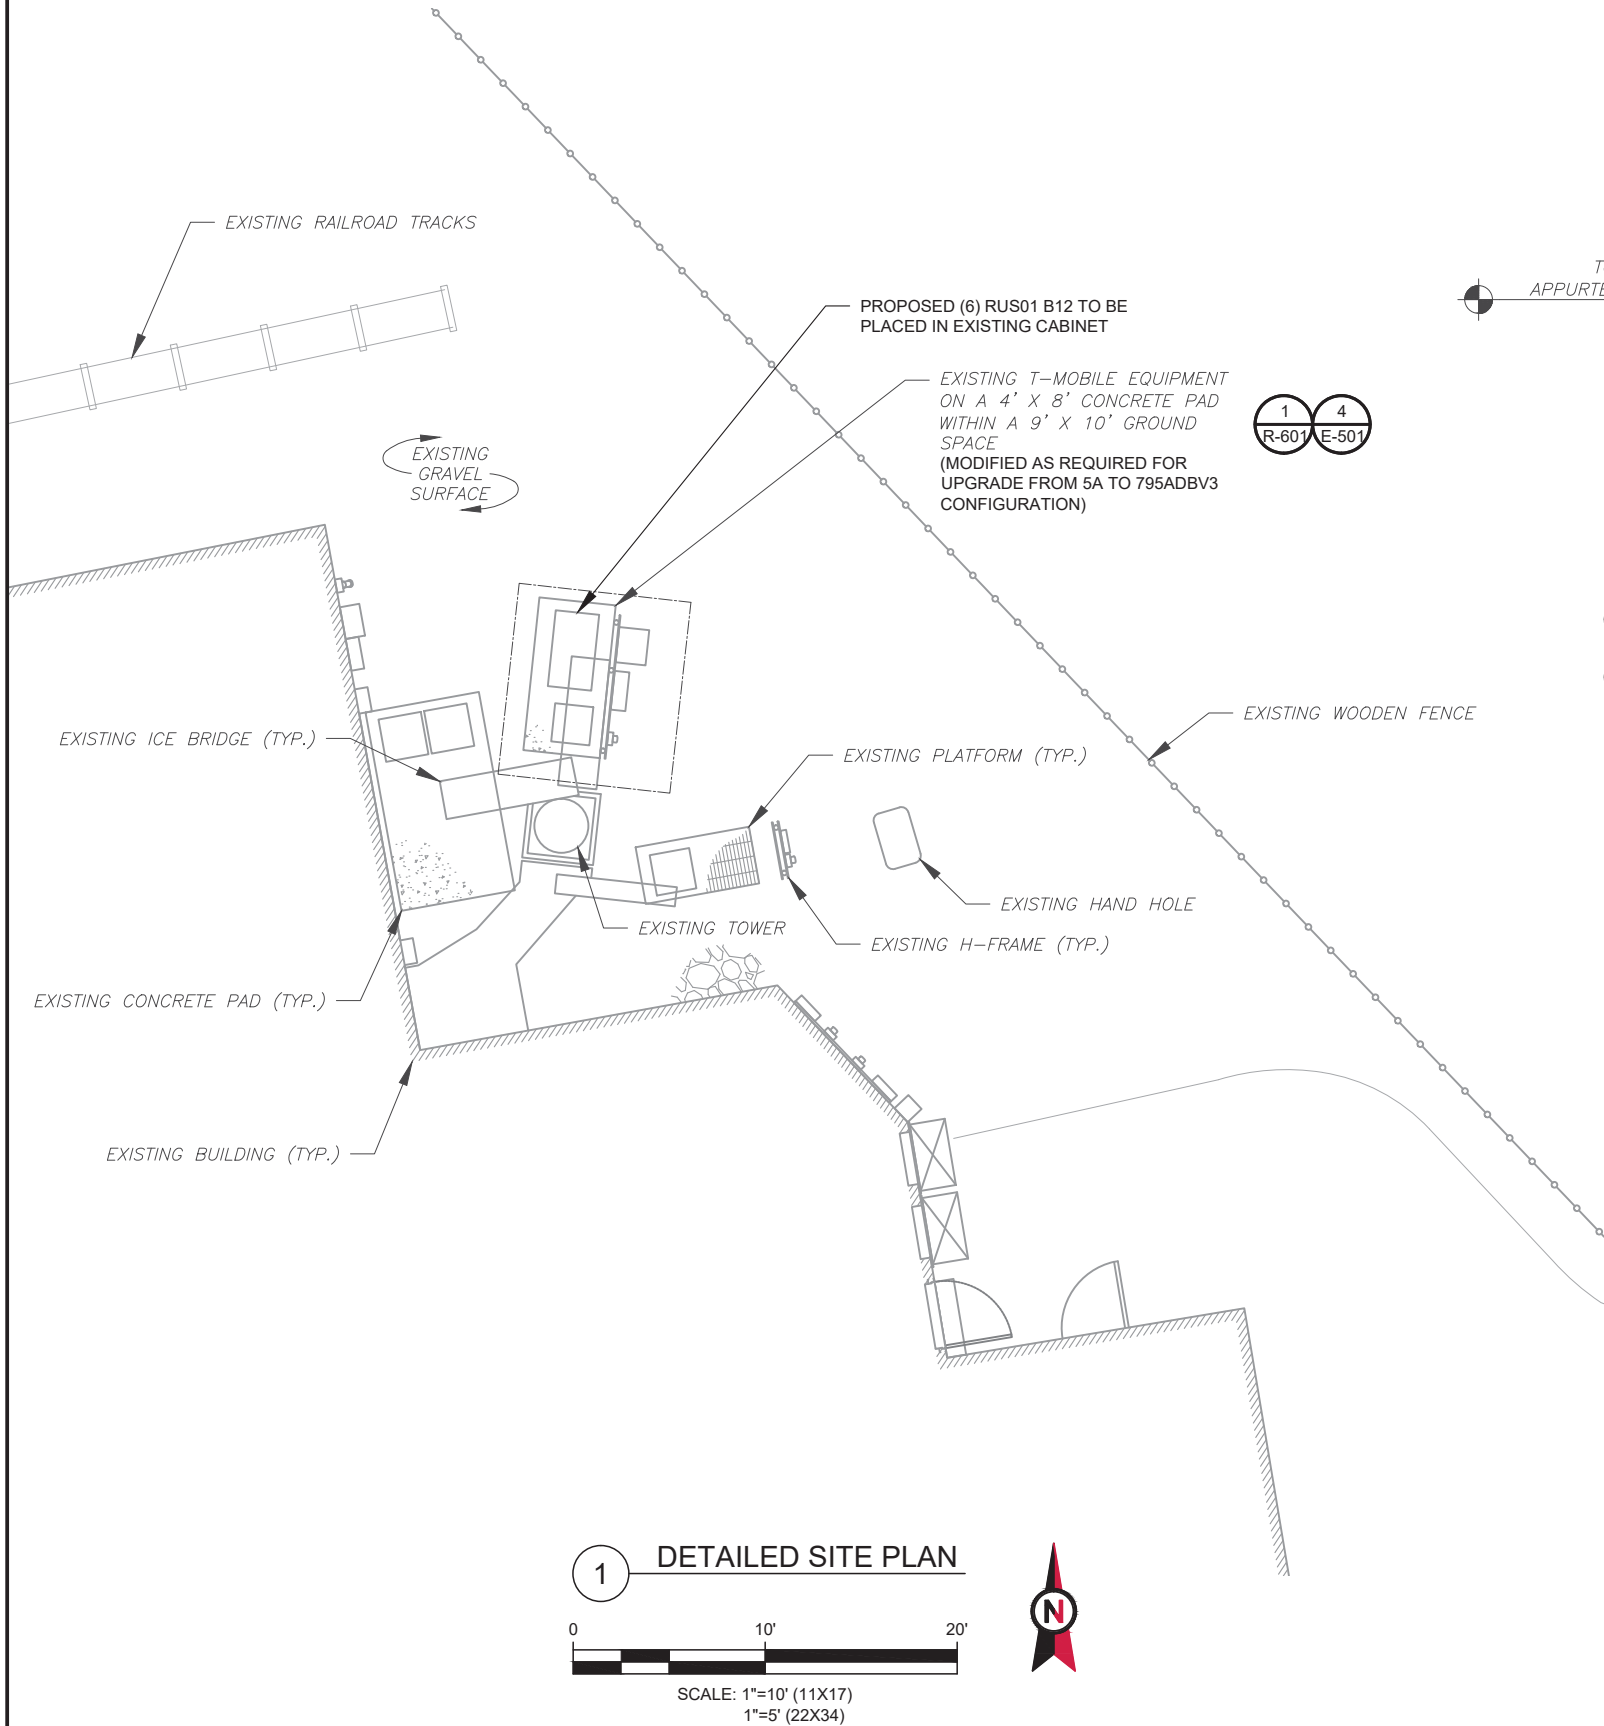 EXISTING RAILROAD TRACKS
APPURTE
PROPOSED (6) RUS01 B12 TO BE
PLACED IN EXISTING CABINET
EXISTING T-MOBILE EQUIPMENT
ON A 4' X 8' CONCRETE PAD
WITHIN A 9' X 10' GROUND
SPACE
(MODIFIED AS REQUIRED FOR
UPGRADE FROM 5A TO 795ADBV3
CONFIGURATION)
1
R-601
4
E-501
EXISTING
GRAVEL
SURFACE
EXISTING WOODEN FENCE
EXISTING ICE BRIDGE (TYP.)
EXISTING PLATFORM (TYP.)
EXISTING HAND HOLE
EXISTING TOWER
EXISTING H-FRAME (TYP.)
EXISTING CONCRETE PAD (TYP.)
EXISTING BUILDING (TYP.)
1
DETAILED SITE PLAN
0 10' 20'
SCALE: 1"=10' (11X17)
1"=5' (22X34)
N